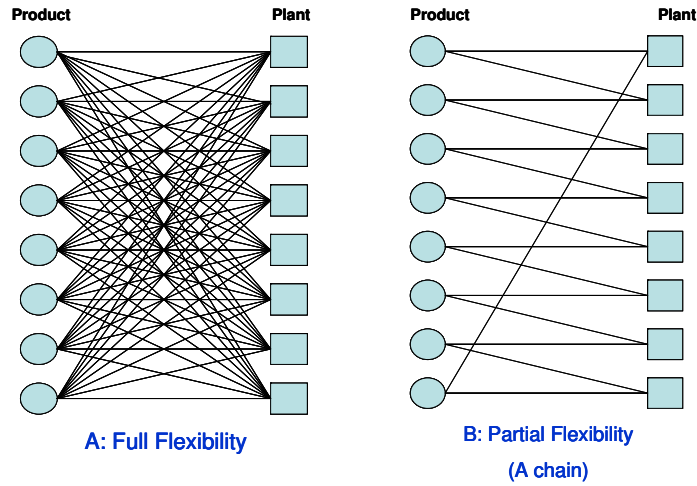 Product Plant
Product Plant
A: Full Flexibility
B: Partial Flexibility
(A chain)